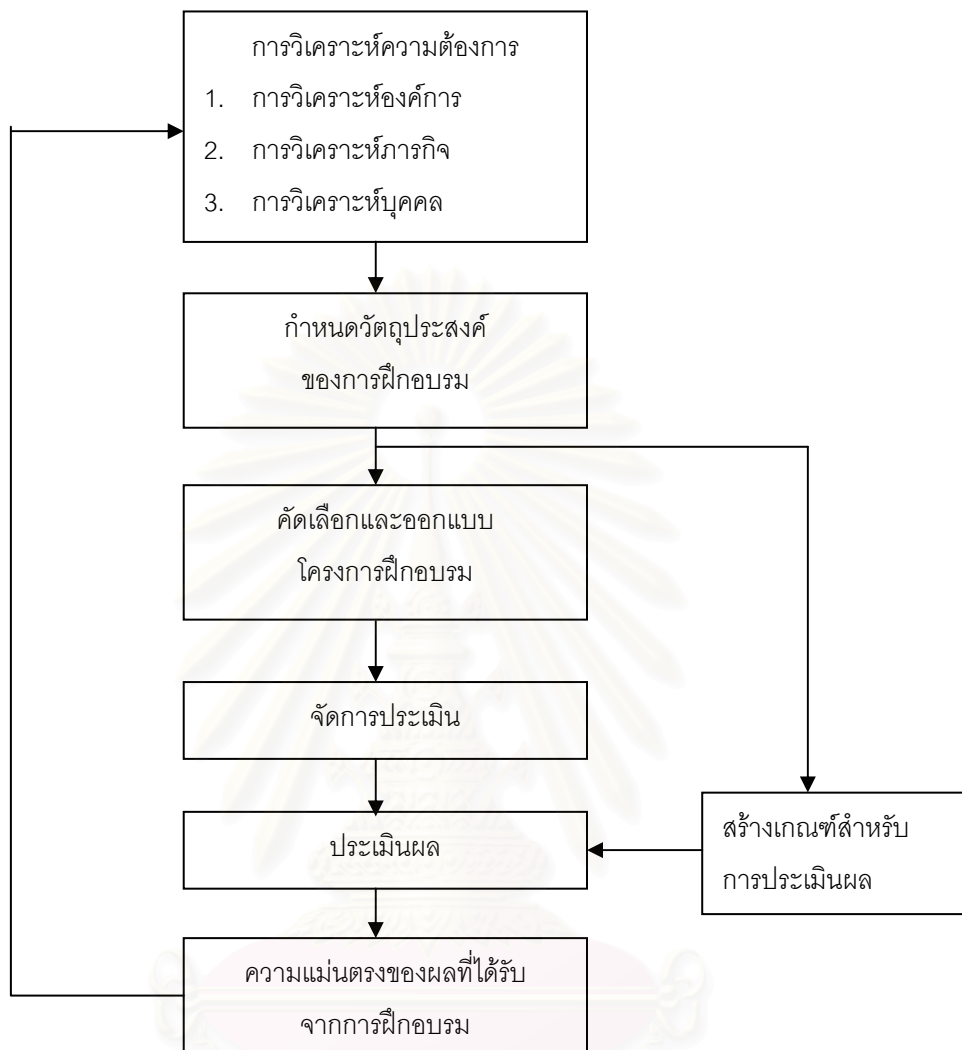 การวิเคราะห์ความต้องการ
1. การวิเคราะห์องค์การ
2. การวิเคราะห์ภารกิจ
3. การวิเคราะห์บุคคล
กำหนดวัตถุประสงค์
ของการฝึกอบรม
คัดเลือกและออกแบบ
โครงการฝึกอบรม
จัดการประเมิน
ประเมินผล
สร้างเกณฑ์สำหรับ
การประเมินผล
ความแม่นตรงของผลที่ได้รับ
จากการฝึกอบรม